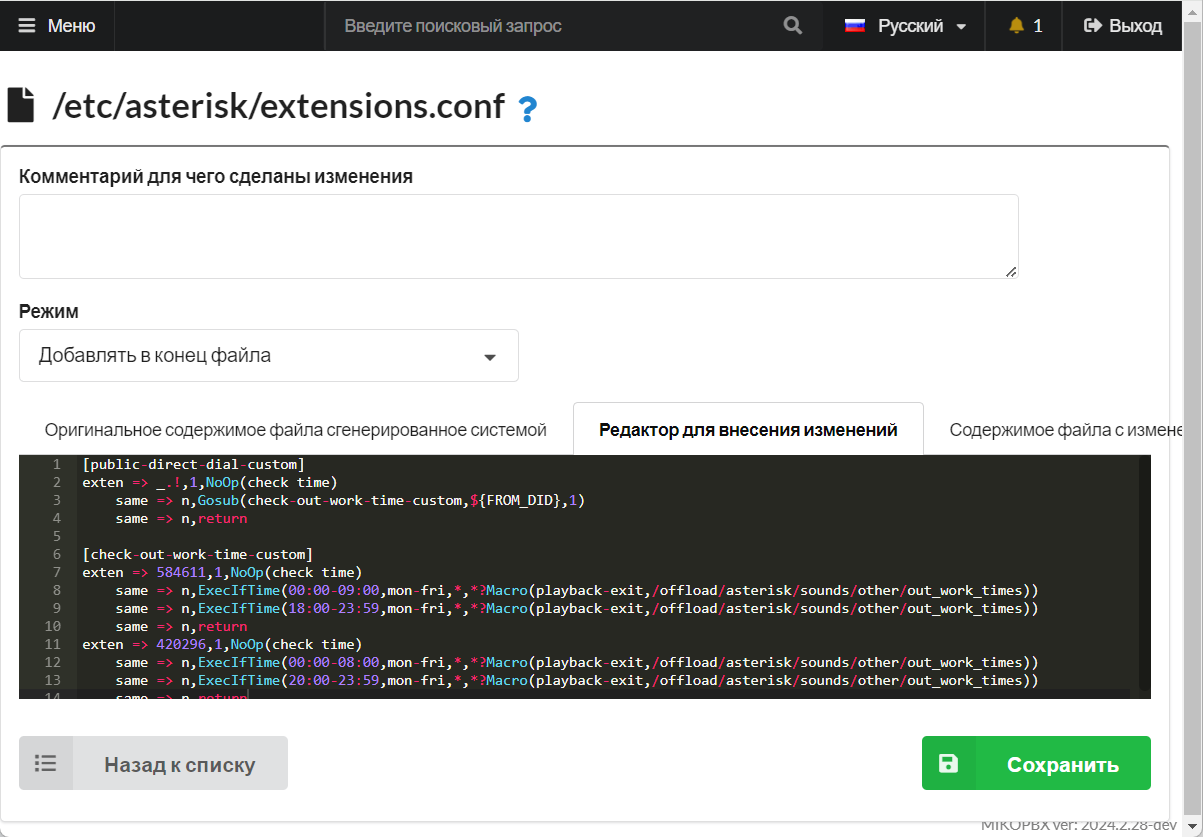 Меню
Введите поисковый запрос
Русский
1
Выход
/etc/asterisk/extensions.conf ?
Комментарий для чего сделаны изменения
Режим
Добавлять в конец файла
Оригинальное содержимое файла сгенерированное системой
Редактор для внесения изменений
Содержимое файла с измене
1 [public-direct-dial-custom]
2 exten => _.!,1,NoOp(check time)
3 same => n,Gosub(check-out-work-time-custom,${FROM_DID},1)
4 same => n,return
5
6 [check-out-work-time-custom]
7 exten => 584611,1,NoOp(check time)
8 same => n,ExecIfTime(00:00-09:00,mon-fri,*,*?Macro(playback-exit,/offload/asterisk/sounds/other/out_work_times))
9 same => n,ExecIfTime(18:00-23:59,mon-fri,*,*?Macro(playback-exit,/offload/asterisk/sounds/other/out_work_times))
10 same => n,return
11 exten => 420296,1,NoOp(check time)
12 same => n,ExecIfTime(00:00-08:00,mon-fri,*,*?Macro(playback-exit,/offload/asterisk/sounds/other/out_work_times))
13 same => n,ExecIfTime(20:00-23:59,mon-fri,*,*?Macro(playback-exit,/offload/asterisk/sounds/other/out_work_times))
14 same => n,return
Назад к списку
Сохранить
MIKOPBX ver: 2024.2.28-dev